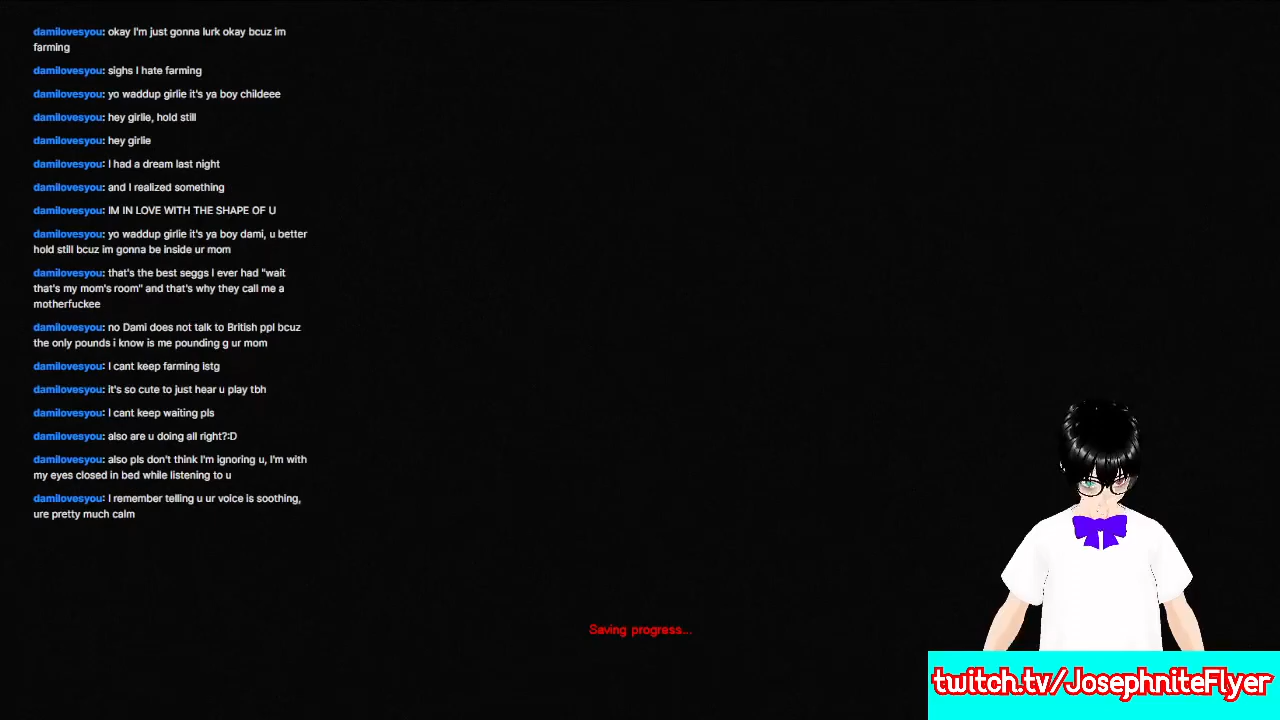 damilovesyou: okay I'm just gonna lurk okay bcuz im
farming
damilovesyou: sighs I hate farming
damilovesyou: yo waddup girlie it's ya boy childeee
damilovesyou: hey girlie, hold still
damilovesyou: hey girlie
damilovesyou: I had a dream last night
damilovesyou: and I realized something
damilovesyou: IM IN LOVE WITH THE SHAPE OF U
damilovesyou: yo waddup girlie it's ya boy dami, u better
hold still bcuz im gonna be inside ur mom
damilovesyou: that's the best seggs I ever had "wait
that's my mom's room" and that's why they call me a
motherfuckee
damilovesyou: no Dami does not talk to British ppl bcuz
the only pounds i know is me pounding g ur mom
damilovesyou: I cant keep farming istg
damilovesyou: it's so cute to just hear u play tbh
damilovesyou: I cant keep waiting pls
damilovesyou: also are u doing all right?:D
damilovesyou: also pls don't think I'm ignoring u, I'm with
my eyes closed in bed while listening to u
damilovesyou: I remember telling u ur voice is soothing,
ure pretty much calm
Saving progress...
twitch.tv/JosephniteFlyer